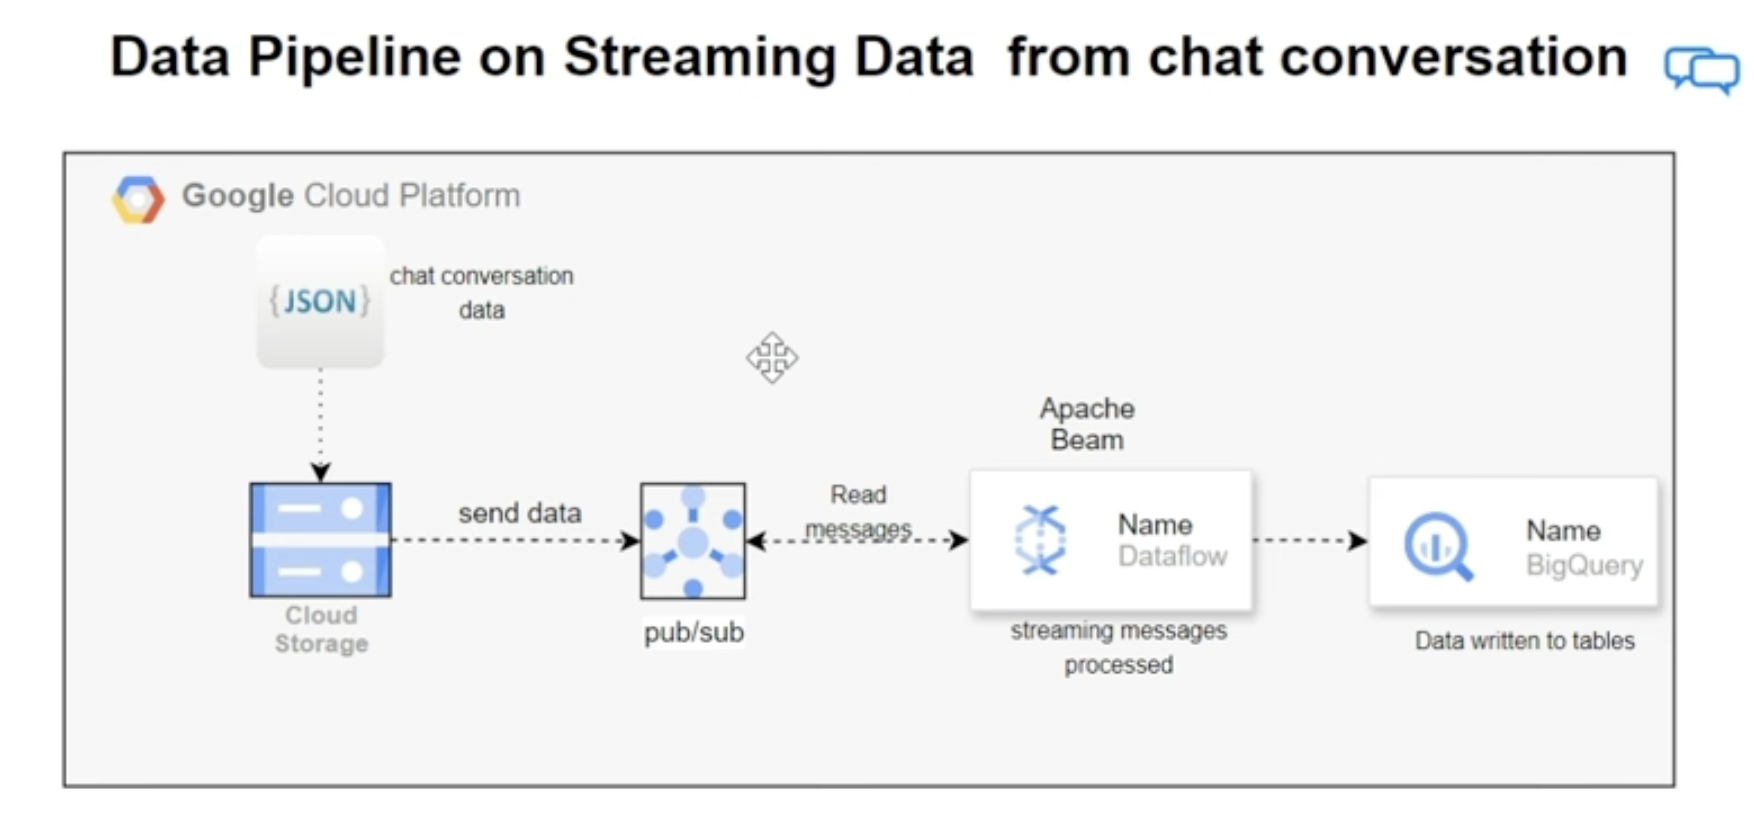 Data Pipeline on Streaming Data from chat conversation
Google Cloud Platform
{JSON}
chat conversation
data
Apache
Beam
send data
Read
messages
Name
Dataflow
Name
BigQuery
Cloud
Storage
pub/sub
streaming messages
processed
Data written to tables